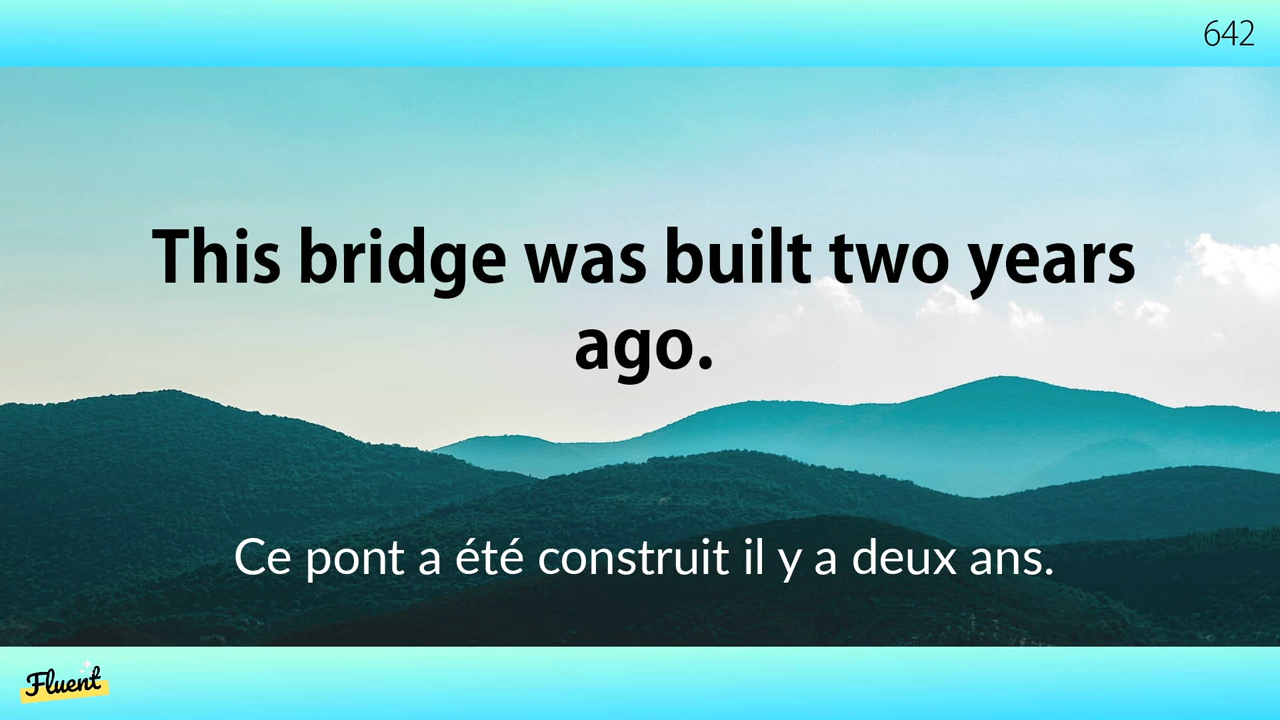 642
This bridge was built two years
ago.
Ce pont a été construit il y a deux ans.
Fluent